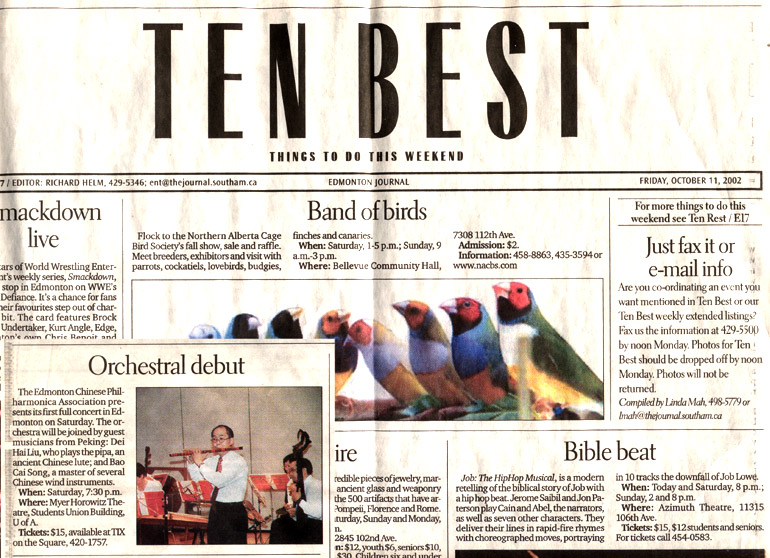 TEN BEST
THINGS TO DO THIS WEEKEND
7 / EDITOR: RICHARD HELM, 429-5346; ent@thejournal.southam.ca
EDMONTON JOURNAL
FRIDAY, OCTOBER 11, 2002
mackdown
live
ars of World Wrestling Enter-
nt's weekly series, Smackdown,
stop in Edmonton on WWE's
Defiance. It's a chance for fans
heir favourites step out of char-
bit. The card features Brock
Undertaker, Kurt Angle, Edge,
ton's own Chris Benoit and
Band of birds
Flock to the Northern Alberta Cage
Bird Society's fall show, sale and raffle.
Meet breeders, exhibitors and visit with
parrots, cockatiels, lovebirds, budgies,
finches and canaries.
When: Saturday, 1-5 p.m.; Sunday, 9
a.m.-3 p.m.
Where: Bellevue Community Hall,
7308 112th Ave.
Admission: $2.
Information: 458-8863, 435-3594 or
www.nacbs.com
For more things to do this
weekend see Ten Rest / E17
Just fax it or
e-mail info
Are you co-ordinating an event you
want mentioned in Ten Best or our
Ten Best weekly extended listings?
Fax us the information at 429-5500
by noon Monday. Photos for Ten
Best should be dropped off by noon
Monday. Photos will not be
returned.
Compiled by Linda Mah, 498-5779 or
lmah@thejournal.southam.ca
Orchestral debut
The Edmonton Chinese Phil-
harmonica Association pre-
sents its first full concert in Ed-
monton on Saturday. The or-
chestra will be joined by guest
musicians from Peking: Dei
Hai Liu, who plays the pipa, an
ancient Chinese lute; and Bao
Cai Song, a master of several
Chinese wind instruments.
When: Saturday, 7:30 p.m.
Where: Myer Horowitz The-
atre, Students Union Building,
U of A.
Tickets: $15, available at TIX
on the Square, 420-1757.
ire
redible pieces of jewelry, mar-
ancient glass and weaponry
the 500 artifacts that have ar-
Pompeii, Florence and Rome.
turday, Sunday and Monday,
n.
2845 102nd Ave.
n: $12, youth $6, seniors $10,
$30. Children six and under
Bible beat
Job: The HipHop Musical, is a modern
retelling of the biblical story of Job with
a hip hop beat. Jerome Saibil and Jon Pa-
terson play Cain and Abel, the narrators,
as well as seven other characters. They
deliver their lines in rapid-fire rhymes
with choreographed moves, portraying
in 10 tracks the downfall of Job Lowe.
When: Today and Saturday, 8 p.m.;
Sunday, 2 and 8 p.m.
Where: Azimuth Theatre, 11315
106th Ave.
Tickets: $15, $12 students and seniors.
For tickets call 454-0583.